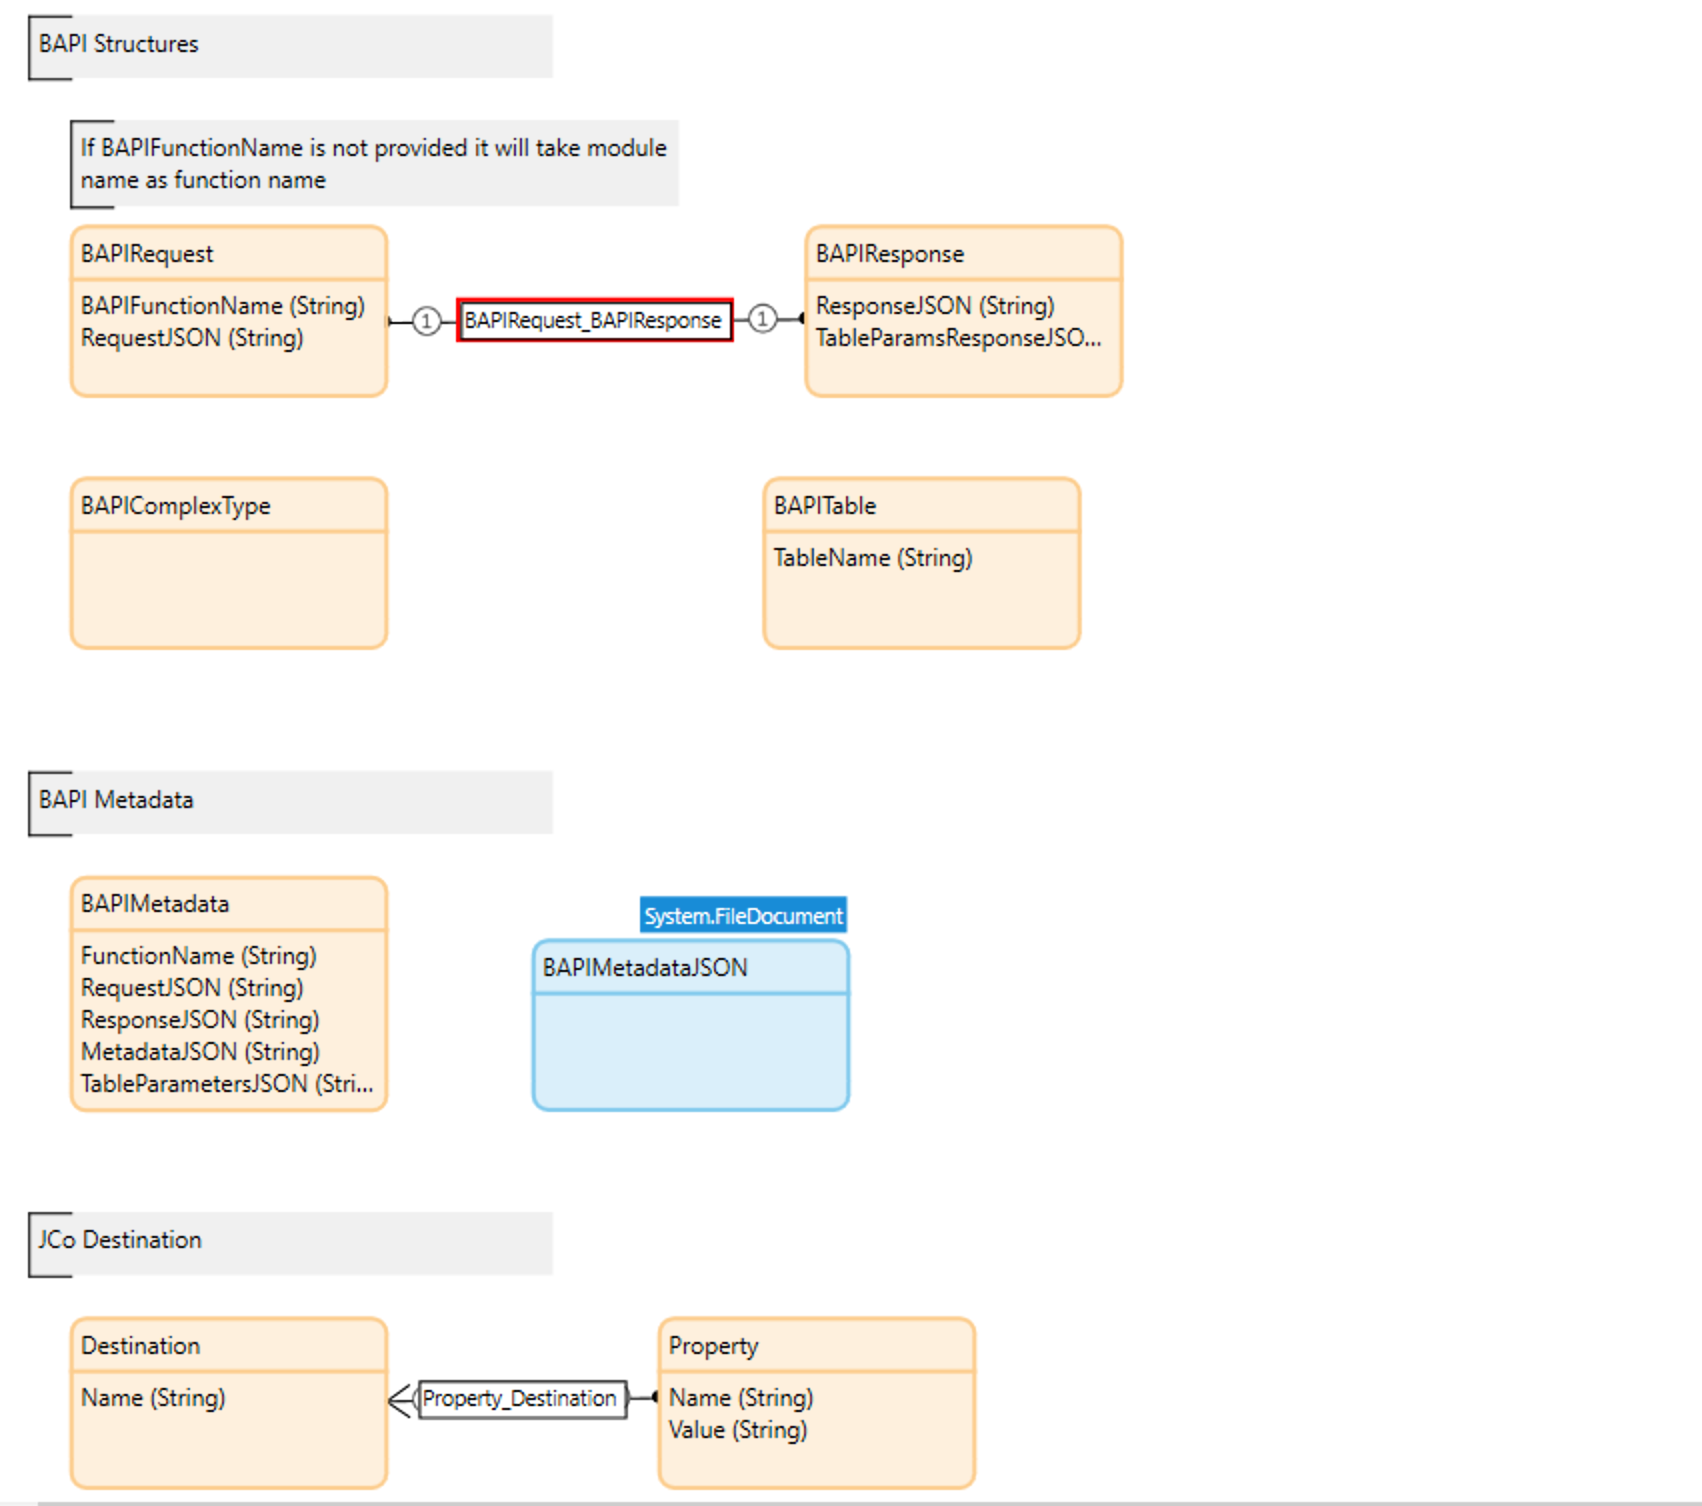 BAPI Structures
If BAPIFunctionName is not provided it will take module
name as function name
BAPIRequest
BAPIFunctionName (String)
RequestJSON (String)
1
BAPIRequest_BAPIResponse
1
BAPIResponse
ResponseJSON (String)
TableParamsResponseJSO...
BAPIComplexType
BAPITable
TableName (String)
BAPI Metadata
BAPIMetadata
FunctionName (String)
RequestJSON (String)
ResponseJSON (String)
MetadataJSON (String)
TableParametersJSON (Stri...
System.FileDocument
BAPIMetadataJSON
JCo Destination
Destination
Name (String)
Property_Destination
Property
Name (String)
Value (String)